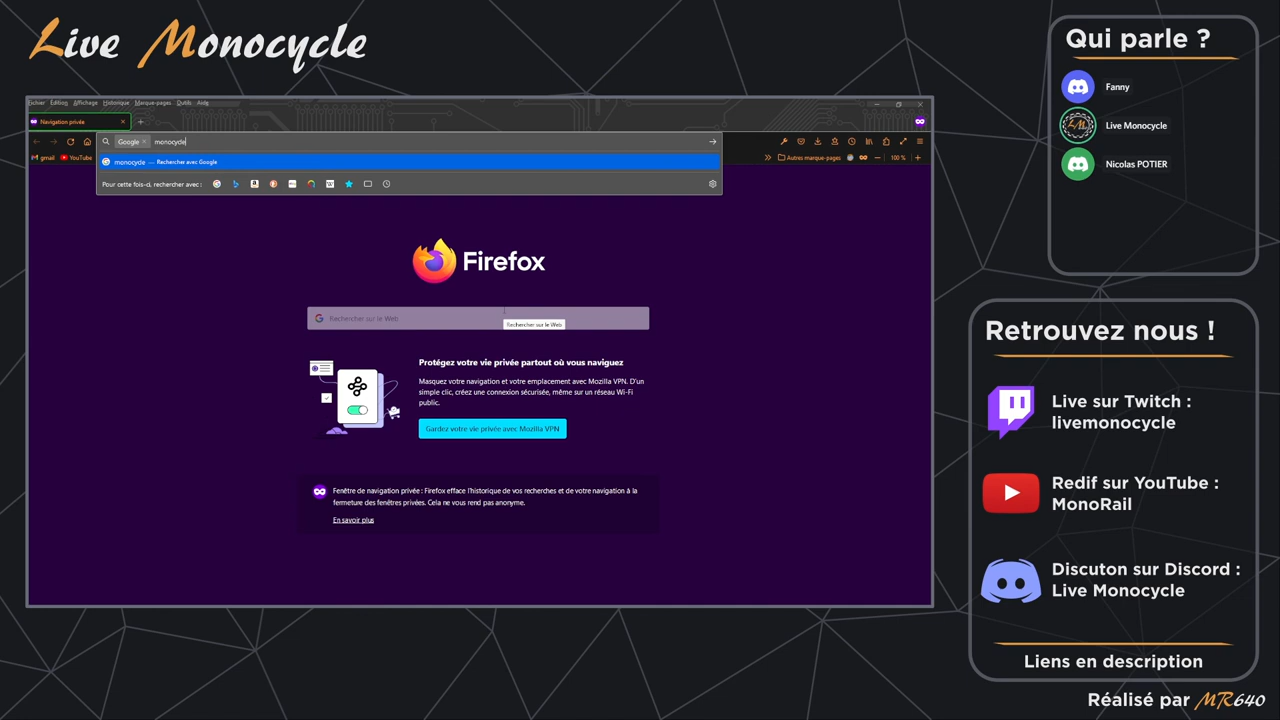 Live Monocycle
Fichier Édition Affichage Historique Marque-pages Outils Aide
Navigation privée
Google monocycle
gmail YouTube
Autres marque-pages
100 %
monocycle — Rechercher avec Google
Pour cette fois-ci, rechercher avec :
Firefox
Rechercher sur le Web
Rechercher sur le Web
Protégez votre vie privée partout où vous naviguez
Masquez votre navigation et votre emplacement avec Mozilla VPN. D'un
simple clic, créez une connexion sécurisée, même sur un réseau Wi-Fi
public.
Gardez votre vie privée avec Mozilla VPN
Fenêtre de navigation privée : Firefox efface l'historique de vos recherches et de votre navigation à la
fermeture des fenêtres privées. Cela ne vous rend pas anonyme.
En savoir plus
Qui parle ?
Fanny
Live Monocycle
LM
Nicolas POTIER
Retrouvez nous !
Live sur Twitch :
livemonocycle
Redif sur YouTube :
MonoRail
Discuton sur Discord :
Live Monocycle
Liens en description
Réalisé par MR640